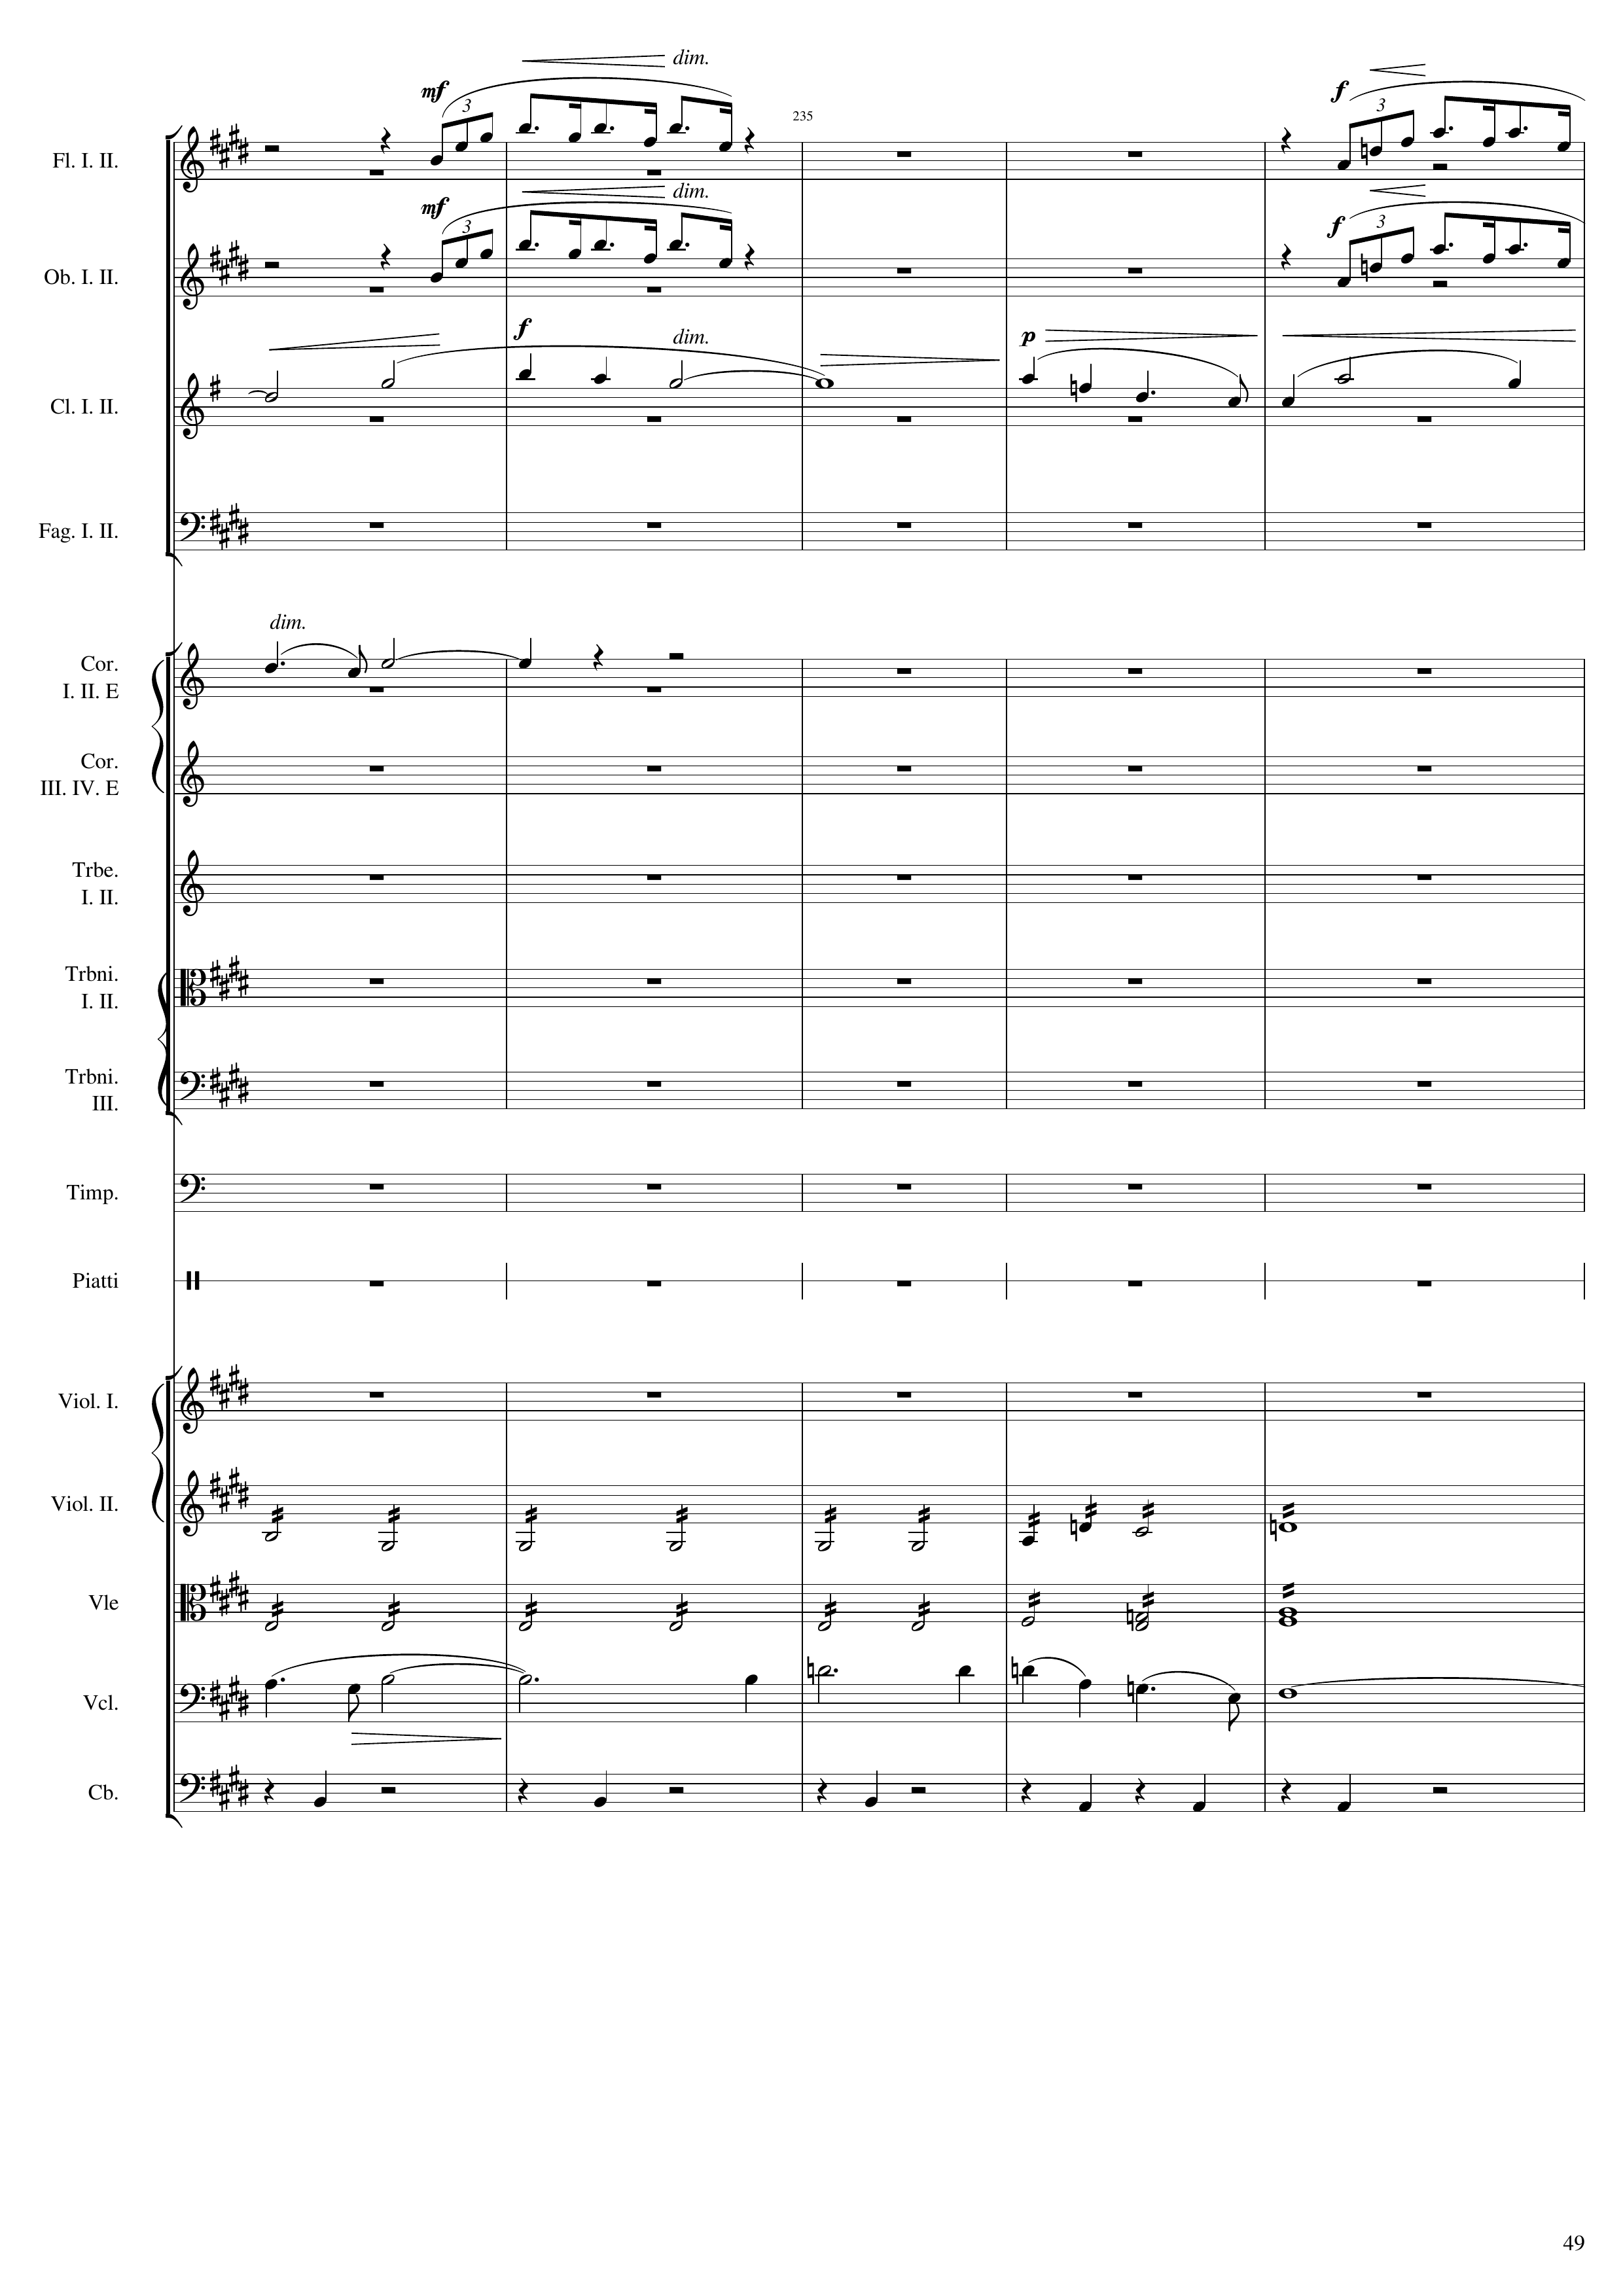 dim.
mf
3
235
f
3
Fl. I. II.
dim.
mf
3
f
3
Ob. I. II.
f
dim.
p
Cl. I. II.
Fag. I. II.
dim.
Cor.
I. II. E
Cor.
III. IV. E
Trbe.
I. II.
Trbni.
I. II.
Trbni.
III.
Timp.
Piatti
Viol. I.
Viol. II.
Vle
Vcl.
Cb.
49